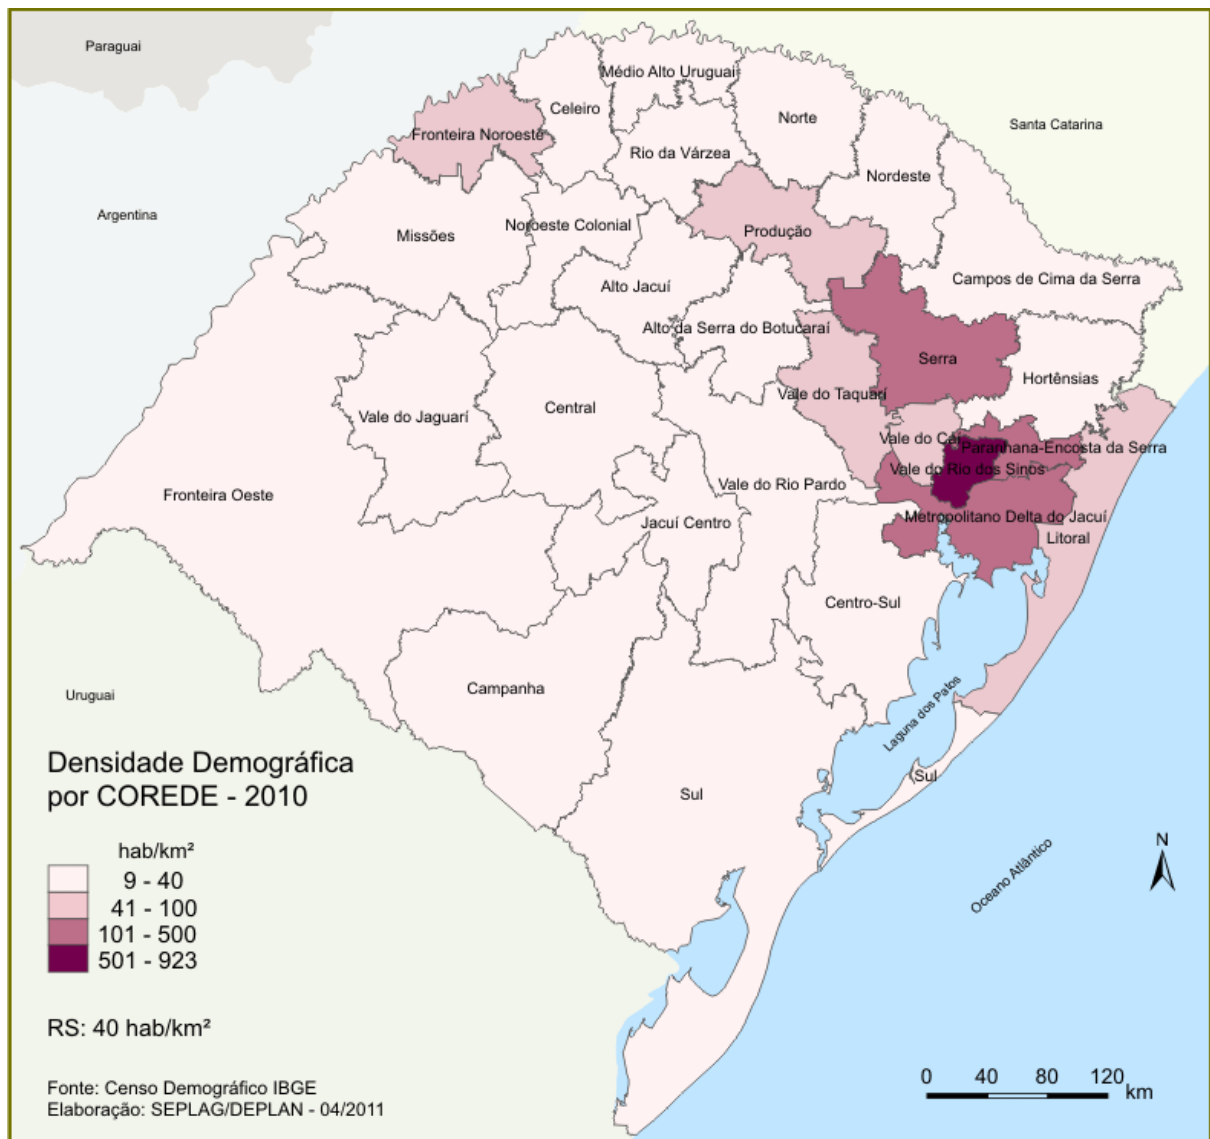 Paraguai
Médio Alto Uruguai
Celeiro
Norte
Santa Catarina
Fronteira Noroeste
Rio da Várzea
Nordeste
Argentina
Noroeste Colonial
Missões
Produção
Campos de Cima da Serra
Alto Jacuí
Alto da Serra do Botucaraí
Serra
Hortênsias
Vale do Taquari
Central
Vale do Jaguarí
Vale do Caí
Paranhana-Encosta da Serra
Vale do Rio dos Sinos
Vale do Rio Pardo
Fronteira Oeste
Metropolitano Delta do Jacuí
Jacuí Centro
Litoral
Centro-Sul
Campanha
Uruguai
Laguna dos Patos
Sul
Sul
Oceano Atlântico
N
Densidade Demográfica
por COREDE - 2010
hab/km²
9 - 40
41 - 100
101 - 500
501 - 923
RS: 40 hab/km²
Fonte: Censo Demográfico IBGE
Elaboração: SEPLAG/DEPLAN - 04/2011
0 40 80 120
km